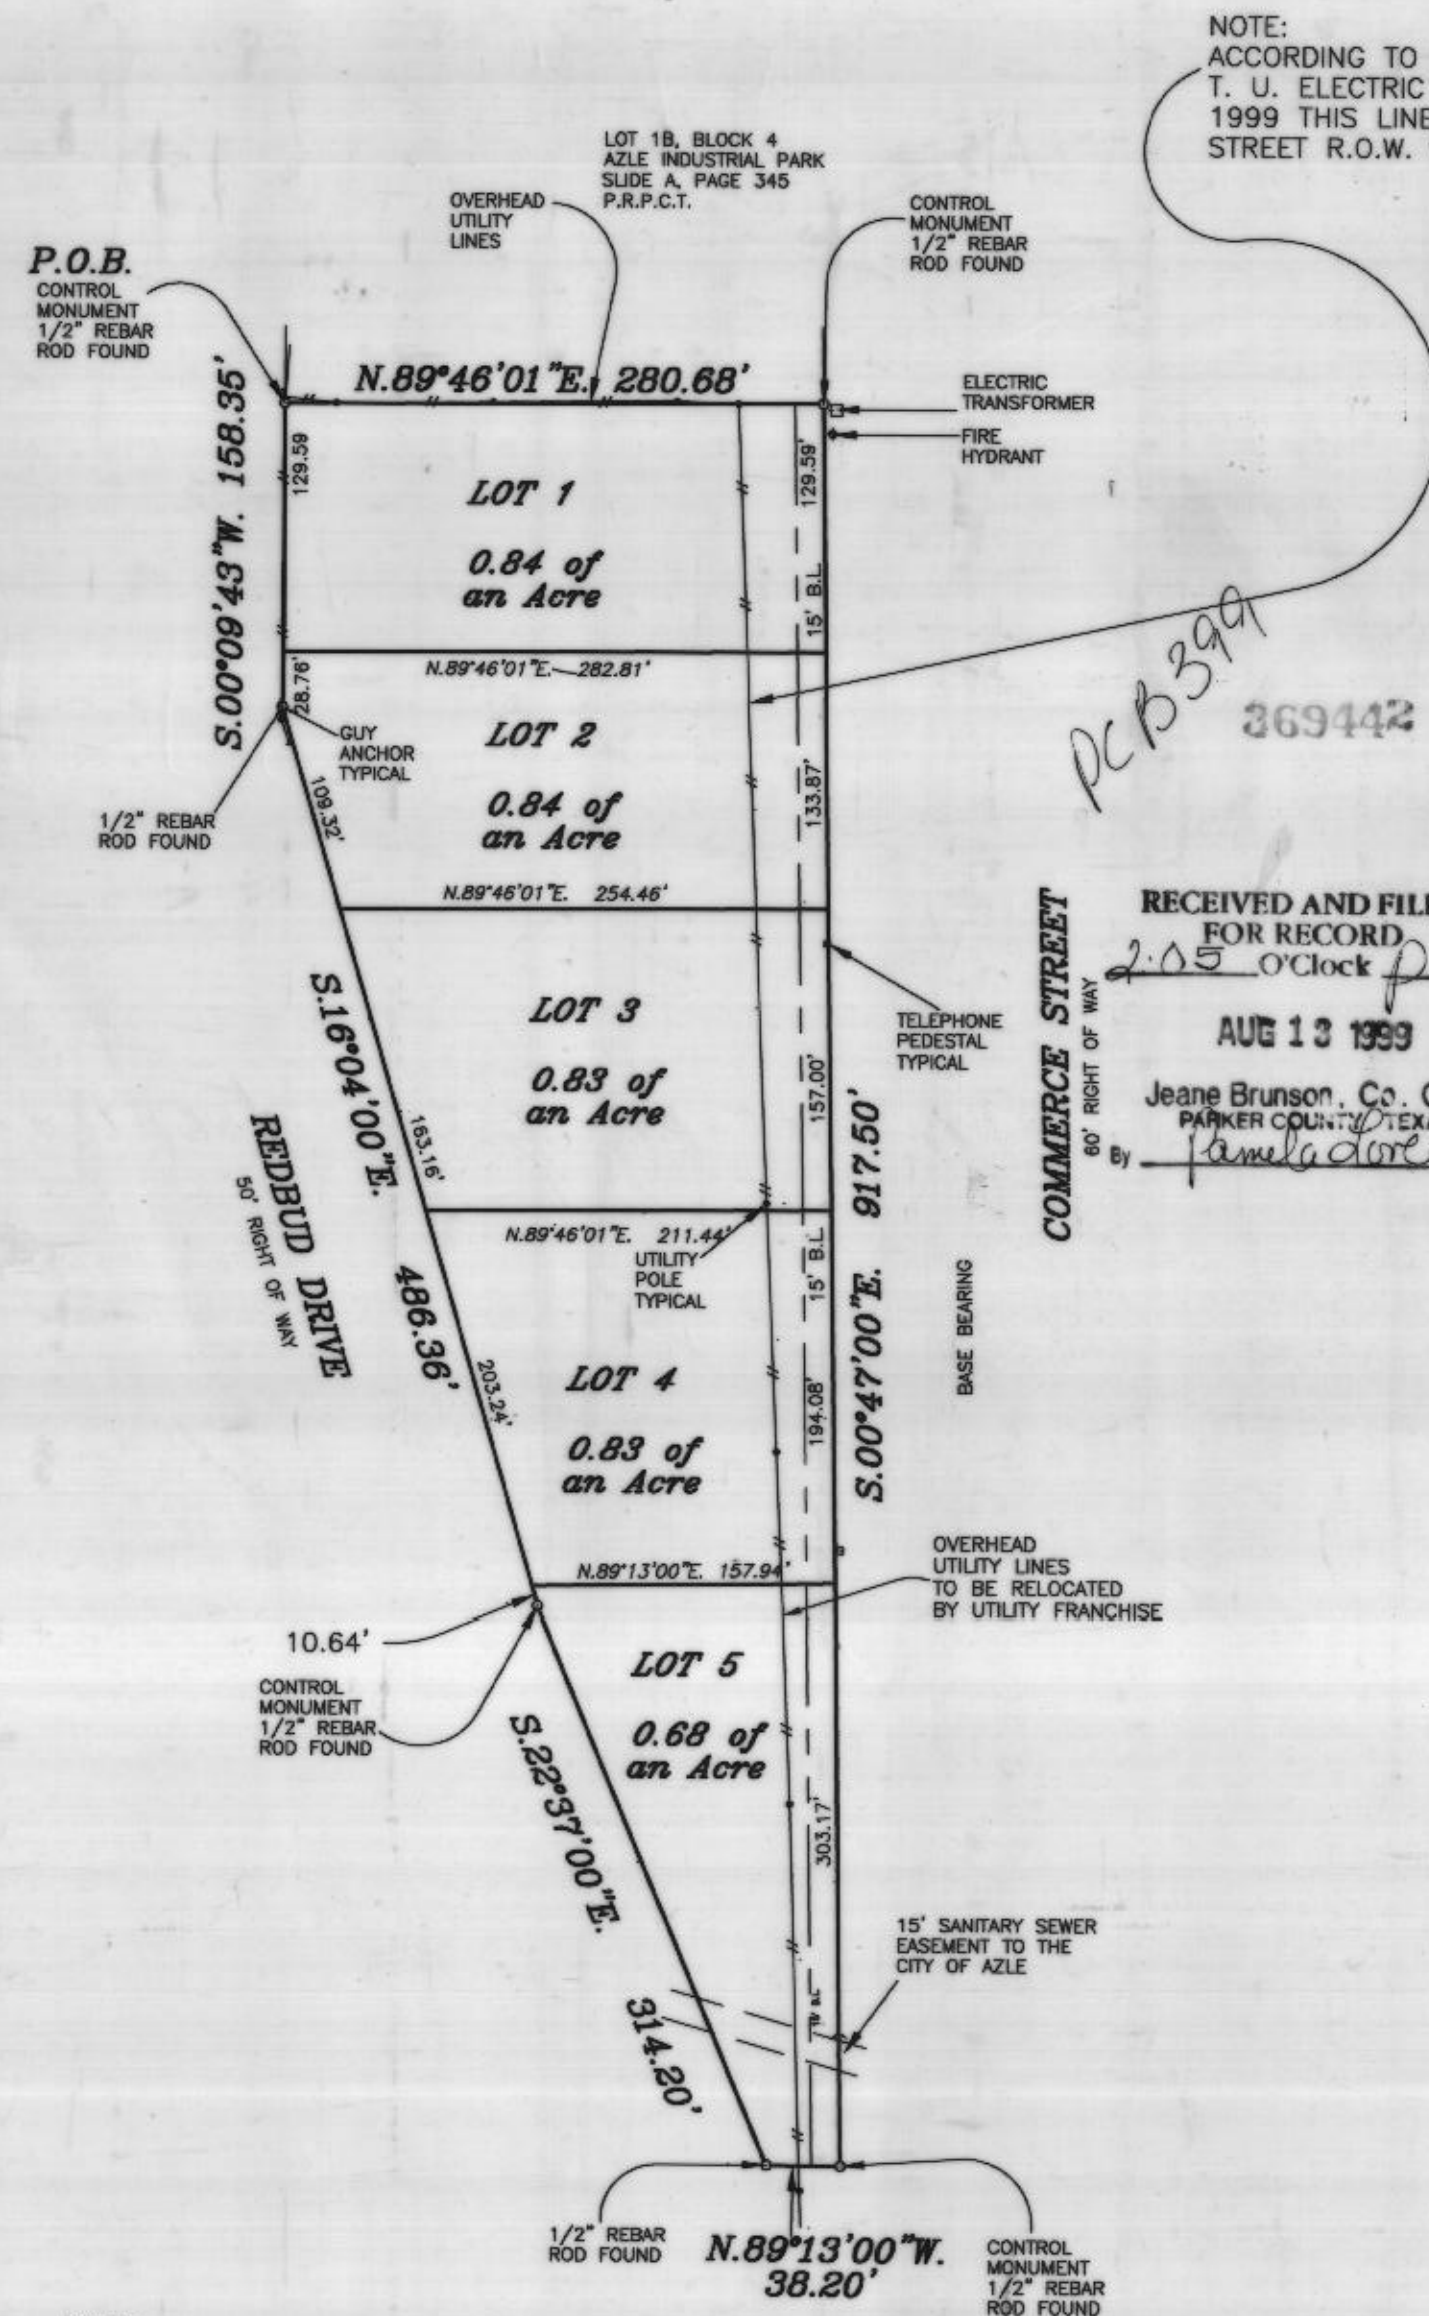 NOTE:
ACCORDING TO
T. U. ELECTRIC
1999 THIS LINE
STREET R.O.W.
LOT 1B, BLOCK 4
AZLE INDUSTRIAL PARK
SLIDE A, PAGE 345
P.R.P.C.T.
OVERHEAD
UTILITY
LINES
CONTROL
MONUMENT
1/2" REBAR
ROD FOUND
P.O.B.
CONTROL
MONUMENT
1/2" REBAR
ROD FOUND
N.89°46'01"E. 280.68'
ELECTRIC
TRANSFORMER
FIRE
HYDRANT
S.00°09'43"W. 158.35'
129.59
129.59'
LOT 1
0.84 of
an Acre
15' B.L.
N.89°46'01"E. 282.81'
28.76'
GUY
ANCHOR
TYPICAL
LOT 2
0.84 of
an Acre
133.87'
109.32'
1/2" REBAR
ROD FOUND
PCB399
369442
N.89°46'01"E. 254.46'
RECEIVED AND FIL
FOR RECORD
2:05 O'Clock P
AUG 13 1999
Jeane Brunson, Co. C
PARKER COUNTY, TEXA
By Pamela
COMMERCE STREET
60' RIGHT OF WAY
TELEPHONE
PEDESTAL
TYPICAL
LOT 3
0.83 of
an Acre
157.00'
S.16°04'00"E. 486.36'
163.16'
REDBUD DRIVE
50' RIGHT OF WAY
N.89°46'01"E. 211.44'
UTILITY
POLE
TYPICAL
15' B.L.
S.00°47'00"E. 917.50'
BASE BEARING
LOT 4
0.83 of
an Acre
194.08'
203.24'
N.89°13'00"E. 157.94'
OVERHEAD
UTILITY LINES
TO BE RELOCATED
BY UTILITY FRANCHISE
10.64'
CONTROL
MONUMENT
1/2" REBAR
ROD FOUND
LOT 5
0.68 of
an Acre
303.17'
S.22°37'00"E. 314.20'
15' SANITARY SEWER
EASEMENT TO THE
CITY OF AZLE
1/2" REBAR
ROD FOUND
N.89°13'00"W.
38.20'
CONTROL
MONUMENT
1/2" REBAR
ROD FOUND